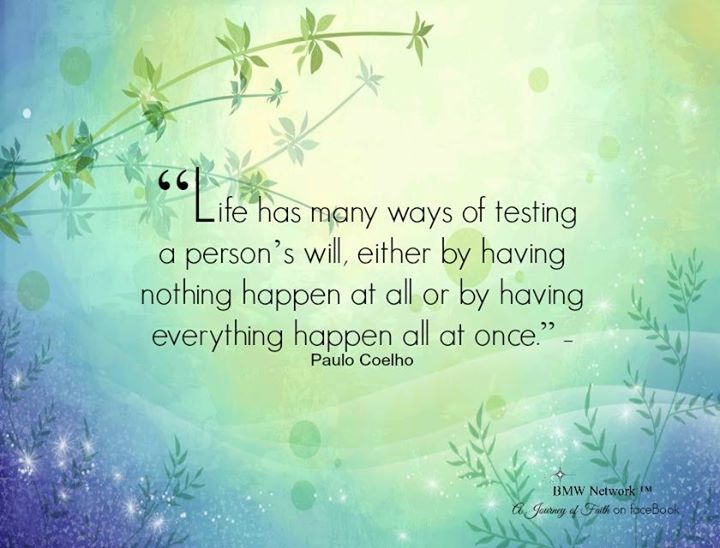 “Life has many ways of testing
a person’s will, either by having
nothing happen at all or by having
everything happen all at once.” –
Paulo Coelho
BMW Network ™
A Journey of Faith on faceBook